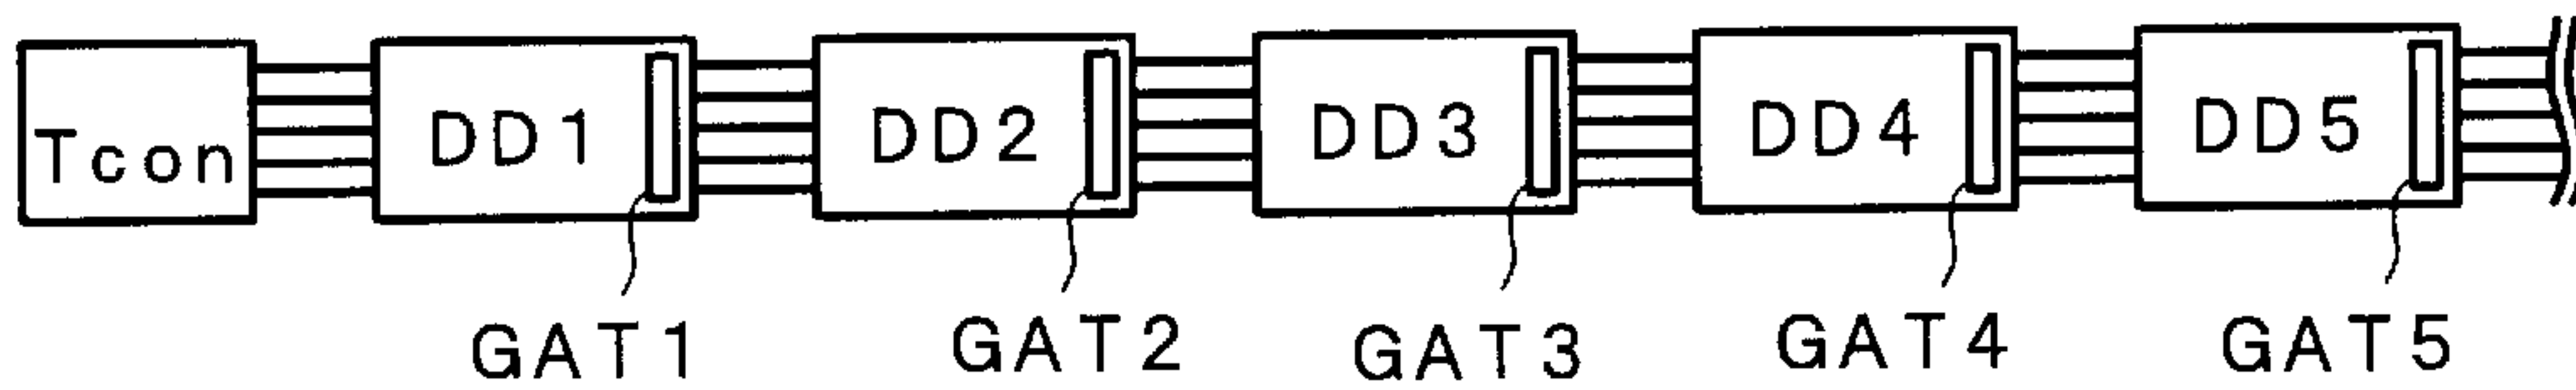 Tcon DD1 DD2 DD3 DD4 DD5
GAT1 GAT2 GAT3 GAT4 GAT5